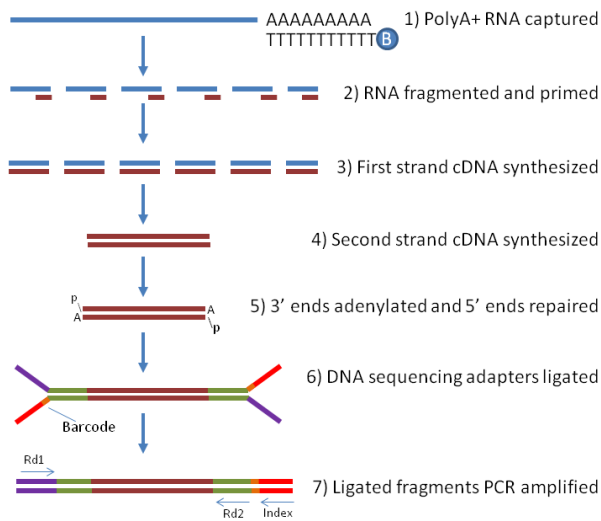 AAAAAAAAA 1) PolyA+ RNA captured
TTTTTTTTTTT B
2) RNA fragmented and primed
3) First strand cDNA synthesized
4) Second strand cDNA synthesized
p
A 5) 3’ ends adenylated and 5’ ends repaired
A
p
6) DNA sequencing adapters ligated
Barcode
Rd1
7) Ligated fragments PCR amplified
Rd2 Index